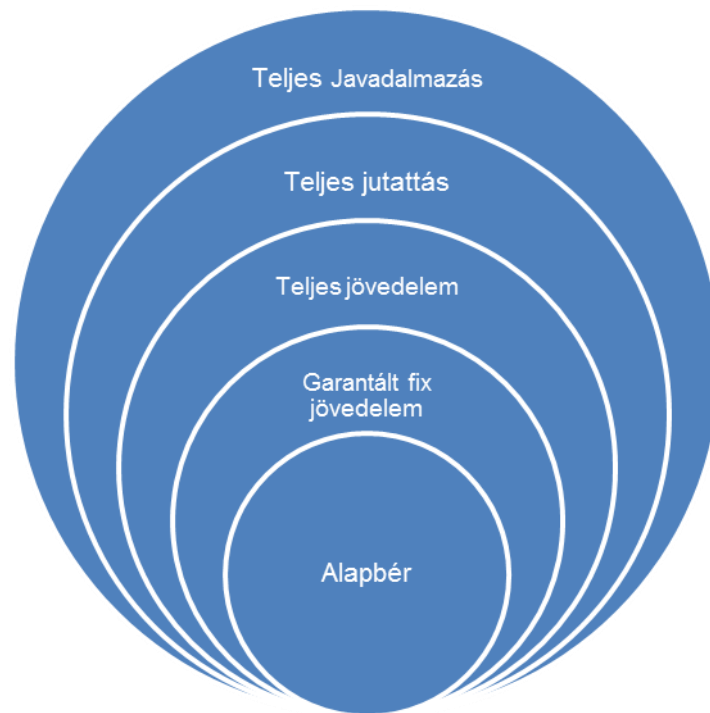 Teljes Javadalmazás
Teljes jutattás
Teljes jövedelem
Garantált fix
jövedelem
Alapbér